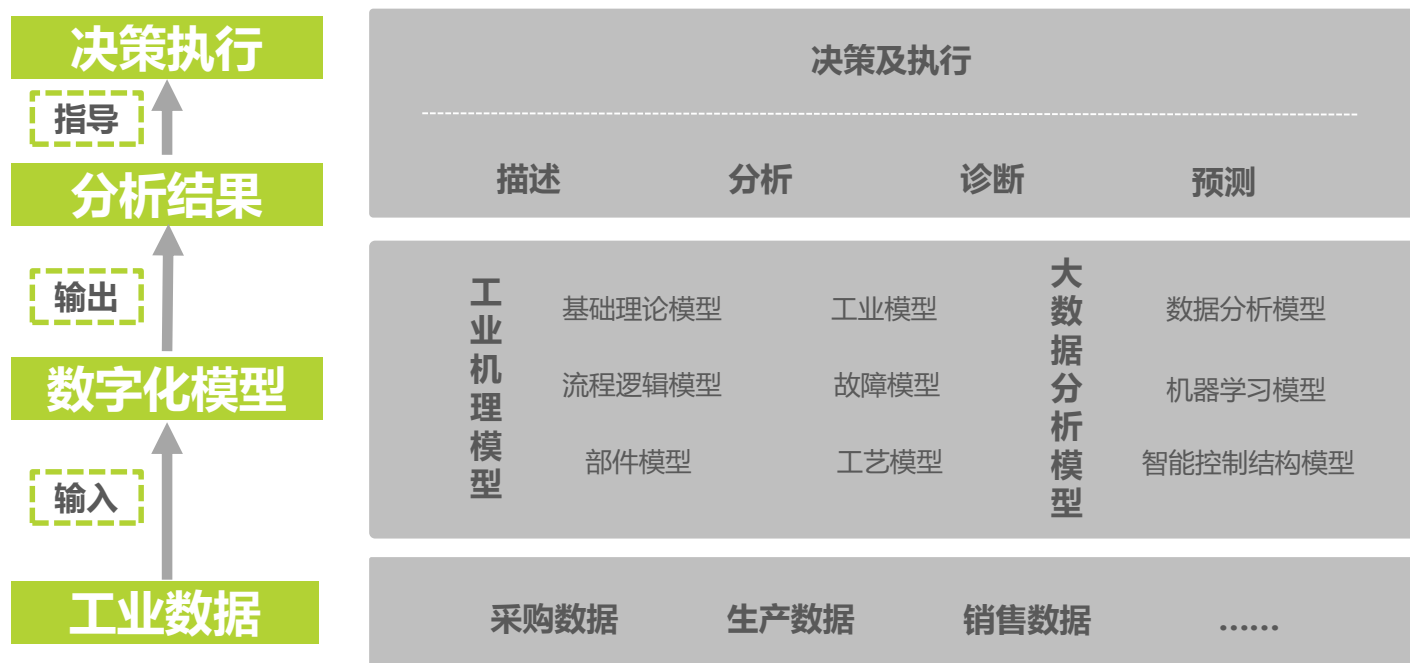 决策执行
指导
分析结果
输出
数字化模型
输入
工业数据
决策及执行
描述 分析 诊断 预测
工业机理模型
基础理论模型 工业模型
流程逻辑模型 故障模型
部件模型 工艺模型
大数据分析模型
数据分析模型
机器学习模型
智能控制结构模型
采购数据 生产数据 销售数据 ……